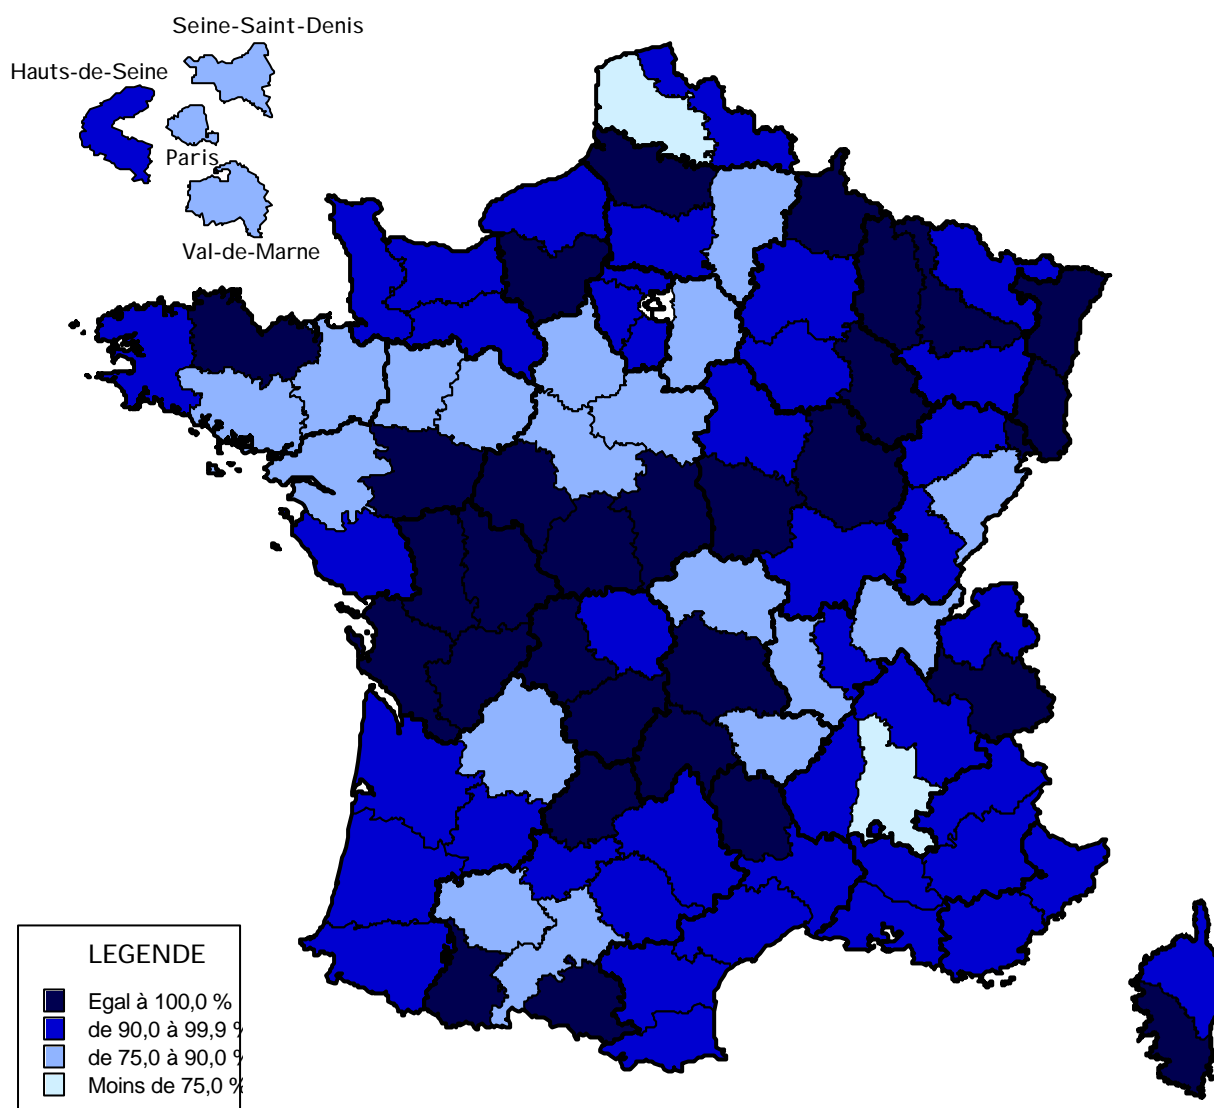 Seine-Saint-Denis
Hauts-de-Seine
Paris
Val-de-Marne
LEGENDE
Egal à 100,0 %
de 90,0 à 99,9 %
de 75,0 à 90,0 %
Moins de 75,0 %